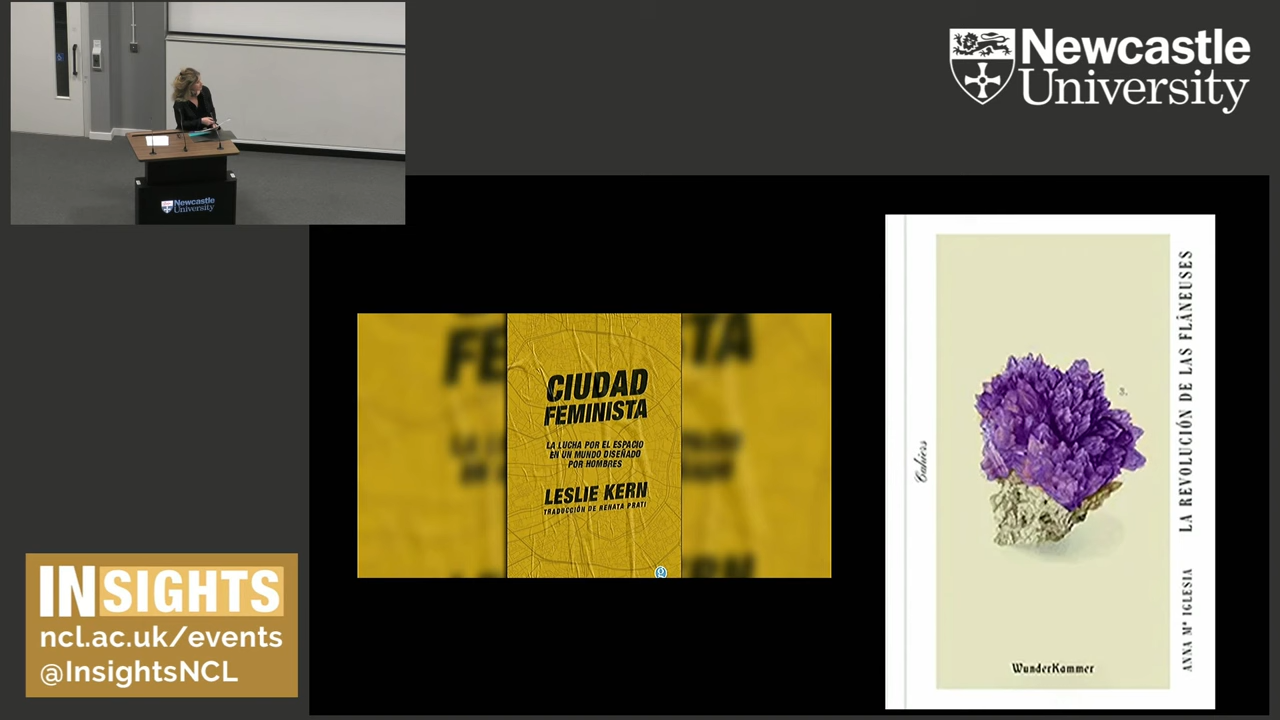 Newcastle
University
Newcastle
University
CIUDAD
FEMINISTA
LA LUCHA POR EL ESPACIO
EN UN MUNDO DISEÑADO
POR HOMBRES
LESLIE KERN
TRADUCCIÓN DE RENATA PRATI
Cahiers
3.
LA REVOLUCIÓN DE LAS FLÂNEUSES
ANNA Mª IGLESIA
WunderKammer
INSIGHTS
ncl.ac.uk/events
@InsightsNCL